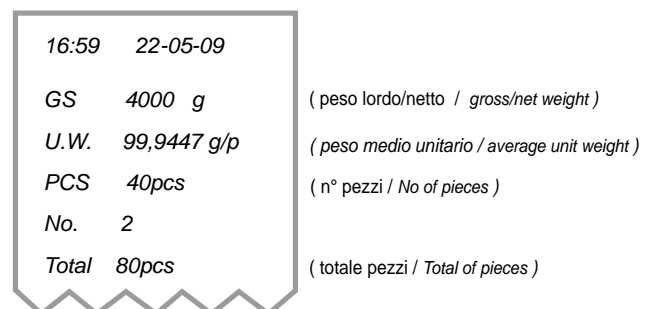 16:59 22-05-09
GS 4000 g ( peso lordo/netto / gross/net weight )
U.W. 99,9447 g/p ( peso medio unitario / average unit weight )
PCS 40pcs ( n° pezzi / No of pieces )
No. 2
Total 80pcs ( totale pezzi / Total of pieces )